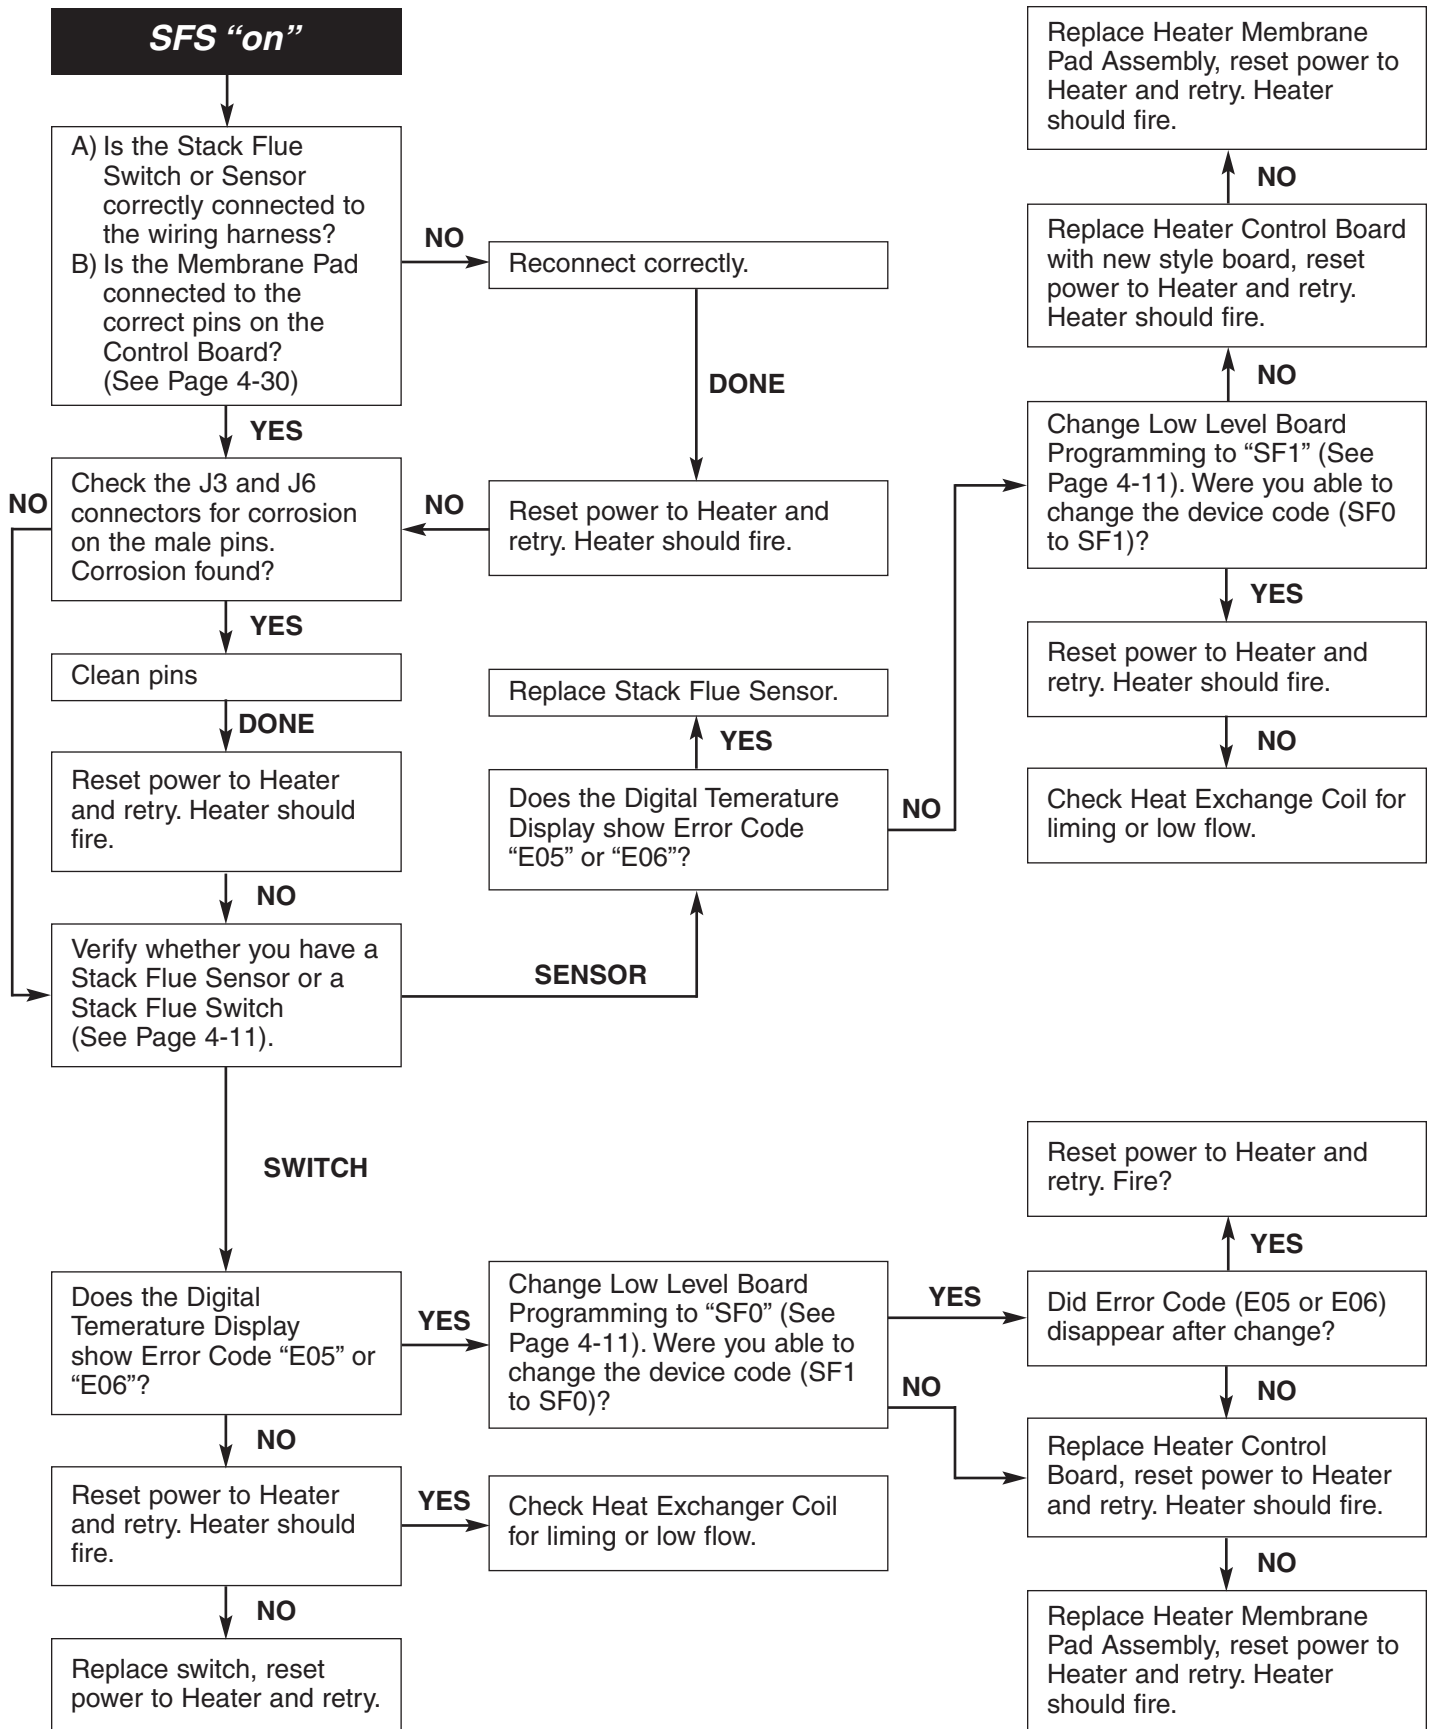 SFS “on”
A) Is the Stack Flue
Switch or Sensor
correctly connected to
the wiring harness?
B) Is the Membrane Pad
connected to the
correct pins on the
Control Board?
(See Page 4-30)
NO
Reconnect correctly.
DONE
YES
Check the J3 and J6
connectors for corrosion
on the male pins.
Corrosion found?
NO
NO
Reset power to Heater and
retry. Heater should fire.
YES
Clean pins
DONE
Reset power to Heater
and retry. Heater should
fire.
NO
Verify whether you have a
Stack Flue Sensor or a
Stack Flue Switch
(See Page 4-11).
SENSOR
Does the Digital Temerature
Display show Error Code
“E05” or “E06”?
YES
Replace Stack Flue Sensor.
NO
Change Low Level Board
Programming to “SF1” (See
Page 4-11). Were you able to
change the device code (SF0
to SF1)?
NO
Replace Heater Control Board
with new style board, reset
power to Heater and retry.
Heater should fire.
NO
Replace Heater Membrane
Pad Assembly, reset power to
Heater and retry. Heater
should fire.
YES
Reset power to Heater and
retry. Heater should fire.
NO
Check Heat Exchange Coil for
liming or low flow.
SWITCH
Does the Digital
Temerature Display
show Error Code “E05” or
“E06”?
YES
Change Low Level Board
Programming to “SF0” (See
Page 4-11). Were you able to
change the device code (SF1
to SF0)?
YES
Did Error Code (E05 or E06)
disappear after change?
YES
Reset power to Heater and
retry. Fire?
NO
NO
Replace Heater Control
Board, reset power to Heater
and retry. Heater should fire.
NO
Replace Heater Membrane
Pad Assembly, reset power to
Heater and retry. Heater
should fire.
NO
Reset power to Heater
and retry. Heater should
fire.
YES
Check Heat Exchanger Coil
for liming or low flow.
NO
Replace switch, reset
power to Heater and retry.